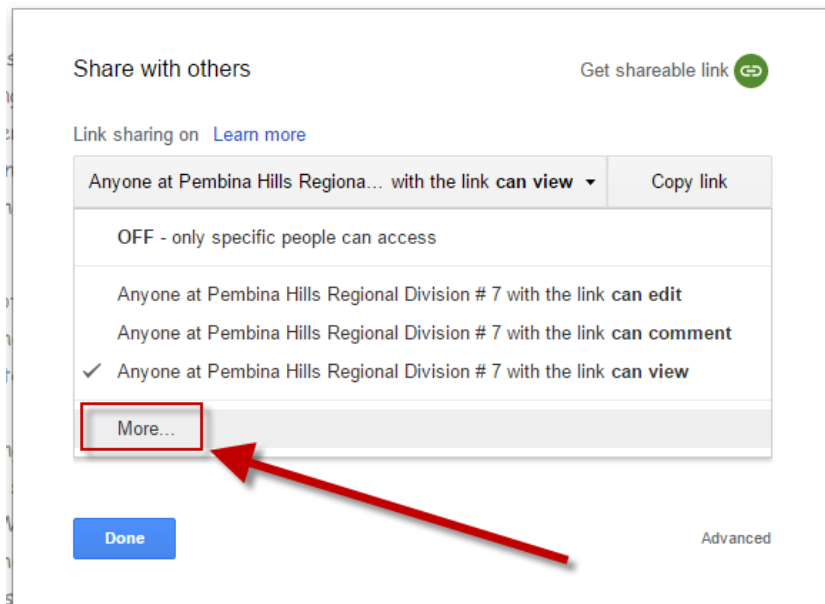 Share with others
Get shareable link
Link sharing on Learn more
Anyone at Pembina Hills Regiona... with the link can view
Copy link
OFF - only specific people can access
Anyone at Pembina Hills Regional Division # 7 with the link can edit
Anyone at Pembina Hills Regional Division # 7 with the link can comment
Anyone at Pembina Hills Regional Division # 7 with the link can view
More...
Done
Advanced